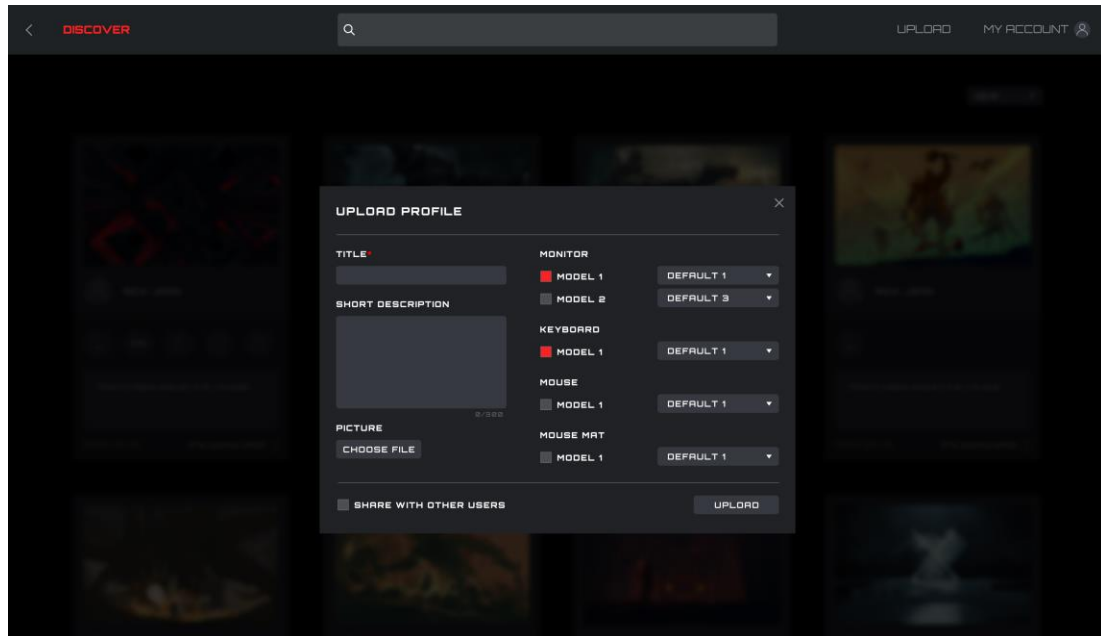 DISCOVER
UPLOAD
MY ACCOUNT
UPLOAD PROFILE
TITLE*
SHORT DESCRIPTION
0/300
PICTURE
CHOOSE FILE
MONITOR
MODEL 1 DEFAULT 1
MODEL 2 DEFAULT 3
KEYBOARD
MODEL 1 DEFAULT 1
MOUSE
MODEL 1 DEFAULT 1
MOUSE MAT
MODEL 1 DEFAULT 1
SHARE WITH OTHER USERS
UPLOAD